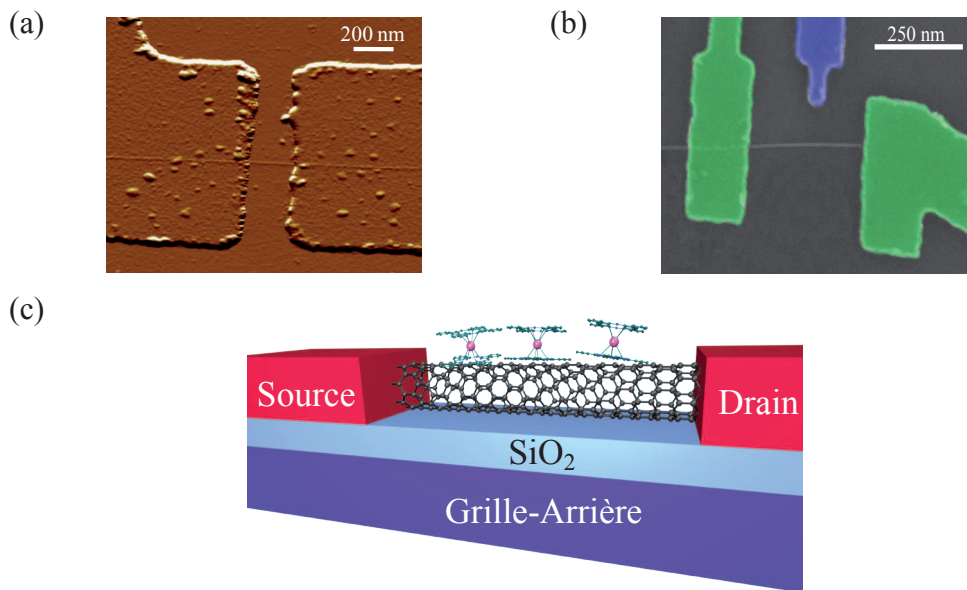 (a)
200 nm
(b)
250 nm
(c)
Source
Drain
SiO₂
Grille-Arrière